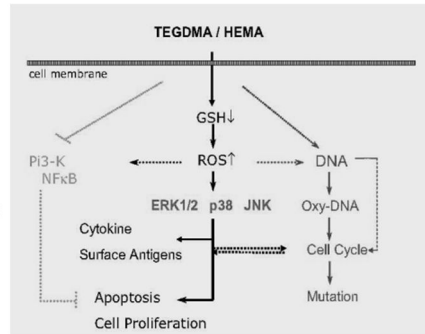 TEGDMA / HEMA
cell membrane
GSH↓
Pi3-K
NFκB
ROS↑
DNA
ERK1/2 p38 JNK
Oxy-DNA
Cytokine
Surface Antigens
Cell Cycle
Apoptosis
Cell Proliferation
Mutation